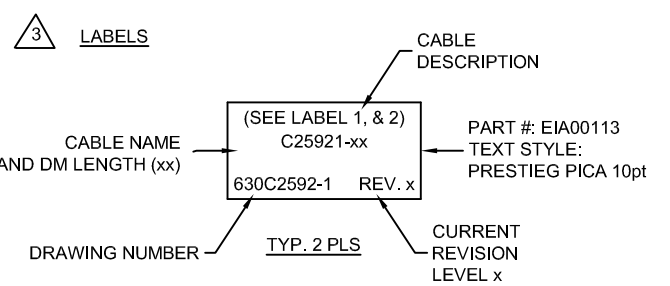 3 LABELS
CABLE
DESCRIPTION
(SEE LABEL 1, & 2)
C25921-xx
630C2592-1 REV. x
CABLE NAME
AND DM LENGTH (xx)
PART #: EIA00113
TEXT STYLE:
PRESTIEG PICA 10pt
DRAWING NUMBER
TYP. 2 PLS
CURRENT
REVISION
LEVEL x